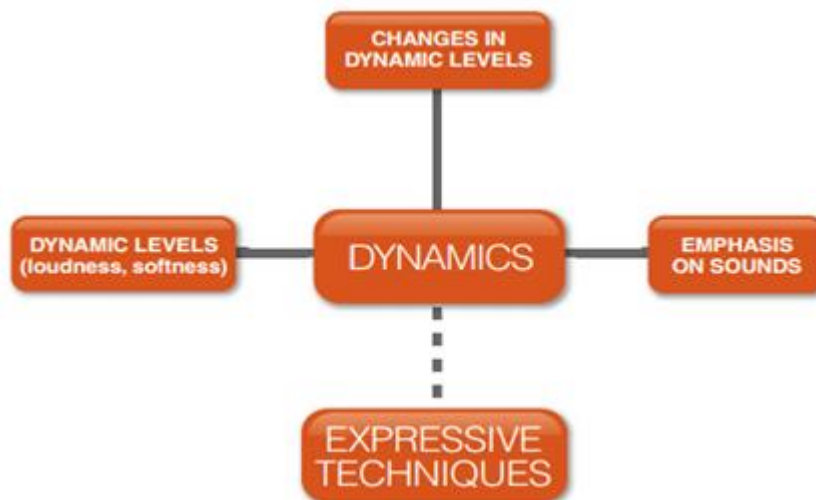 CHANGES IN
DYNAMIC LEVELS
DYNAMIC LEVELS
(loudness, softness)
DYNAMICS
EMPHASIS
ON SOUNDS
EXPRESSIVE
TECHNIQUES